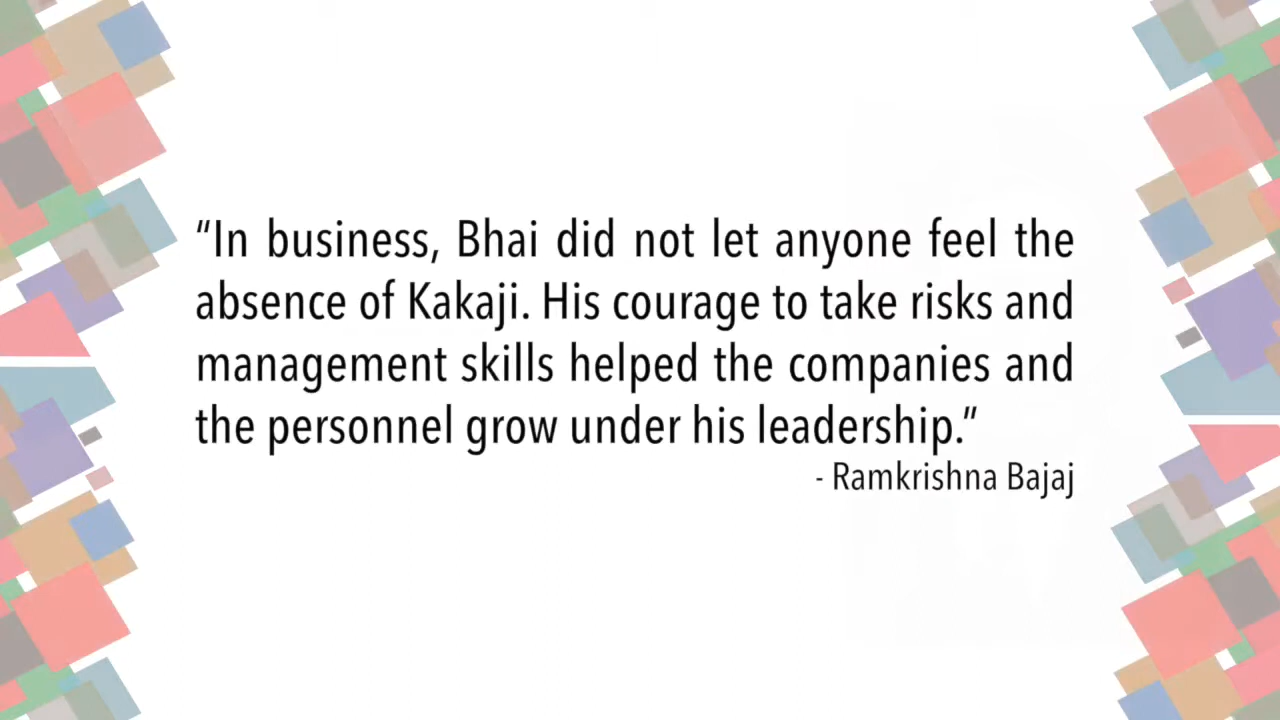 “In business, Bhai did not let anyone feel the
absence of Kakaji. His courage to take risks and
management skills helped the companies and
the personnel grow under his leadership.”
- Ramkrishna Bajaj